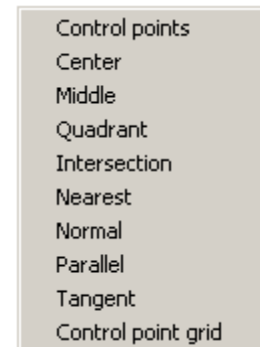 Control points
Center
Middle
Quadrant
Intersection
Nearest
Normal
Parallel
Tangent
Control point grid